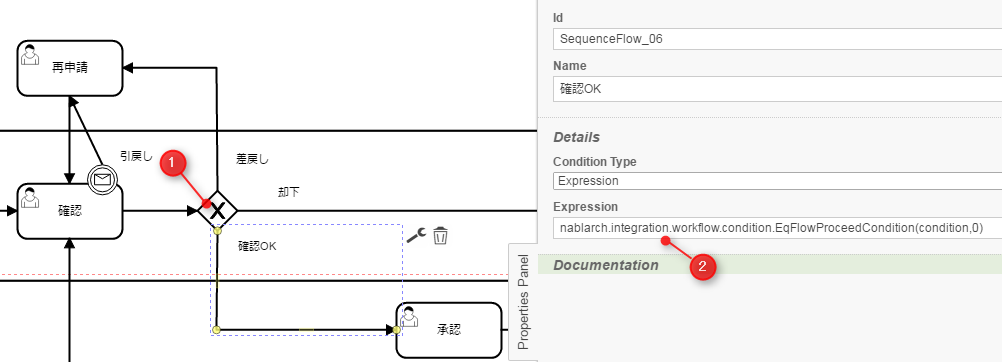 再申請
引戻し
1
差戻し
確認
却下
X
確認OK
承認
Properties Panel
Id
SequenceFlow_06
Name
確認OK
Details
Condition Type
Expression
Expression
nablarch.integration.workflow.condition.EqFlowProceedCondition(condition,0)
2
Documentation